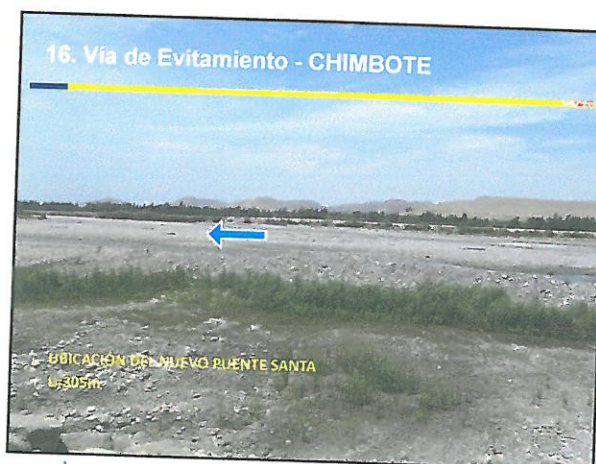 16. Vía de Evitamiento - CHIMBOTE
UBICACIÓN DEL NUEVO PUENTE SANTA
L=305m